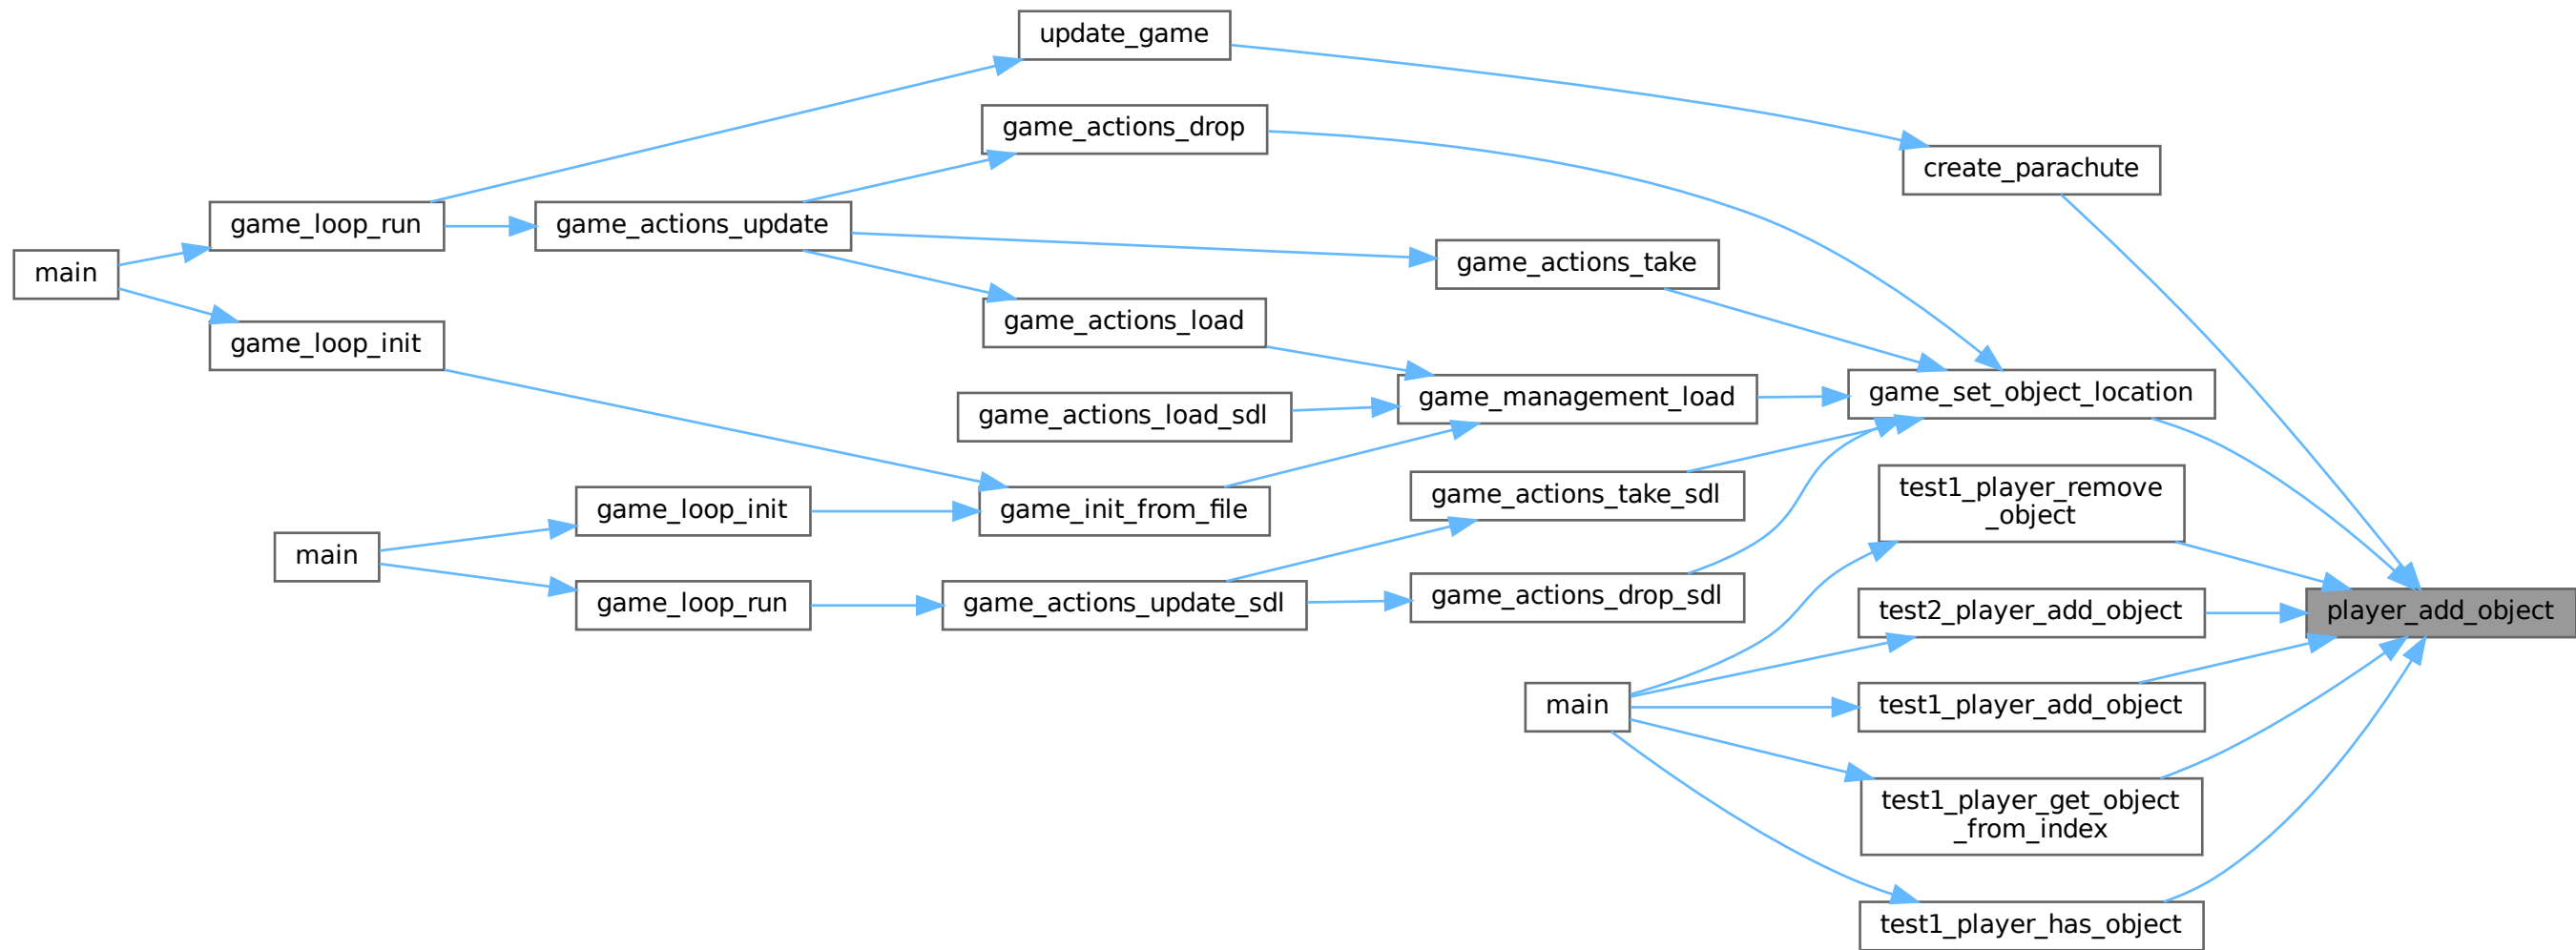 update_game
game_actions_drop
create_parachute
game_loop_run
game_actions_update
game_actions_take
main
game_actions_load
game_loop_init
game_management_load
game_set_object_location
game_actions_load_sdl
test1_player_remove
_object
game_actions_take_sdl
game_loop_init
game_init_from_file
main
game_loop_run
game_actions_update_sdl
game_actions_drop_sdl
test2_player_add_object
player_add_object
main
test1_player_add_object
test1_player_get_object
_from_index
test1_player_has_object